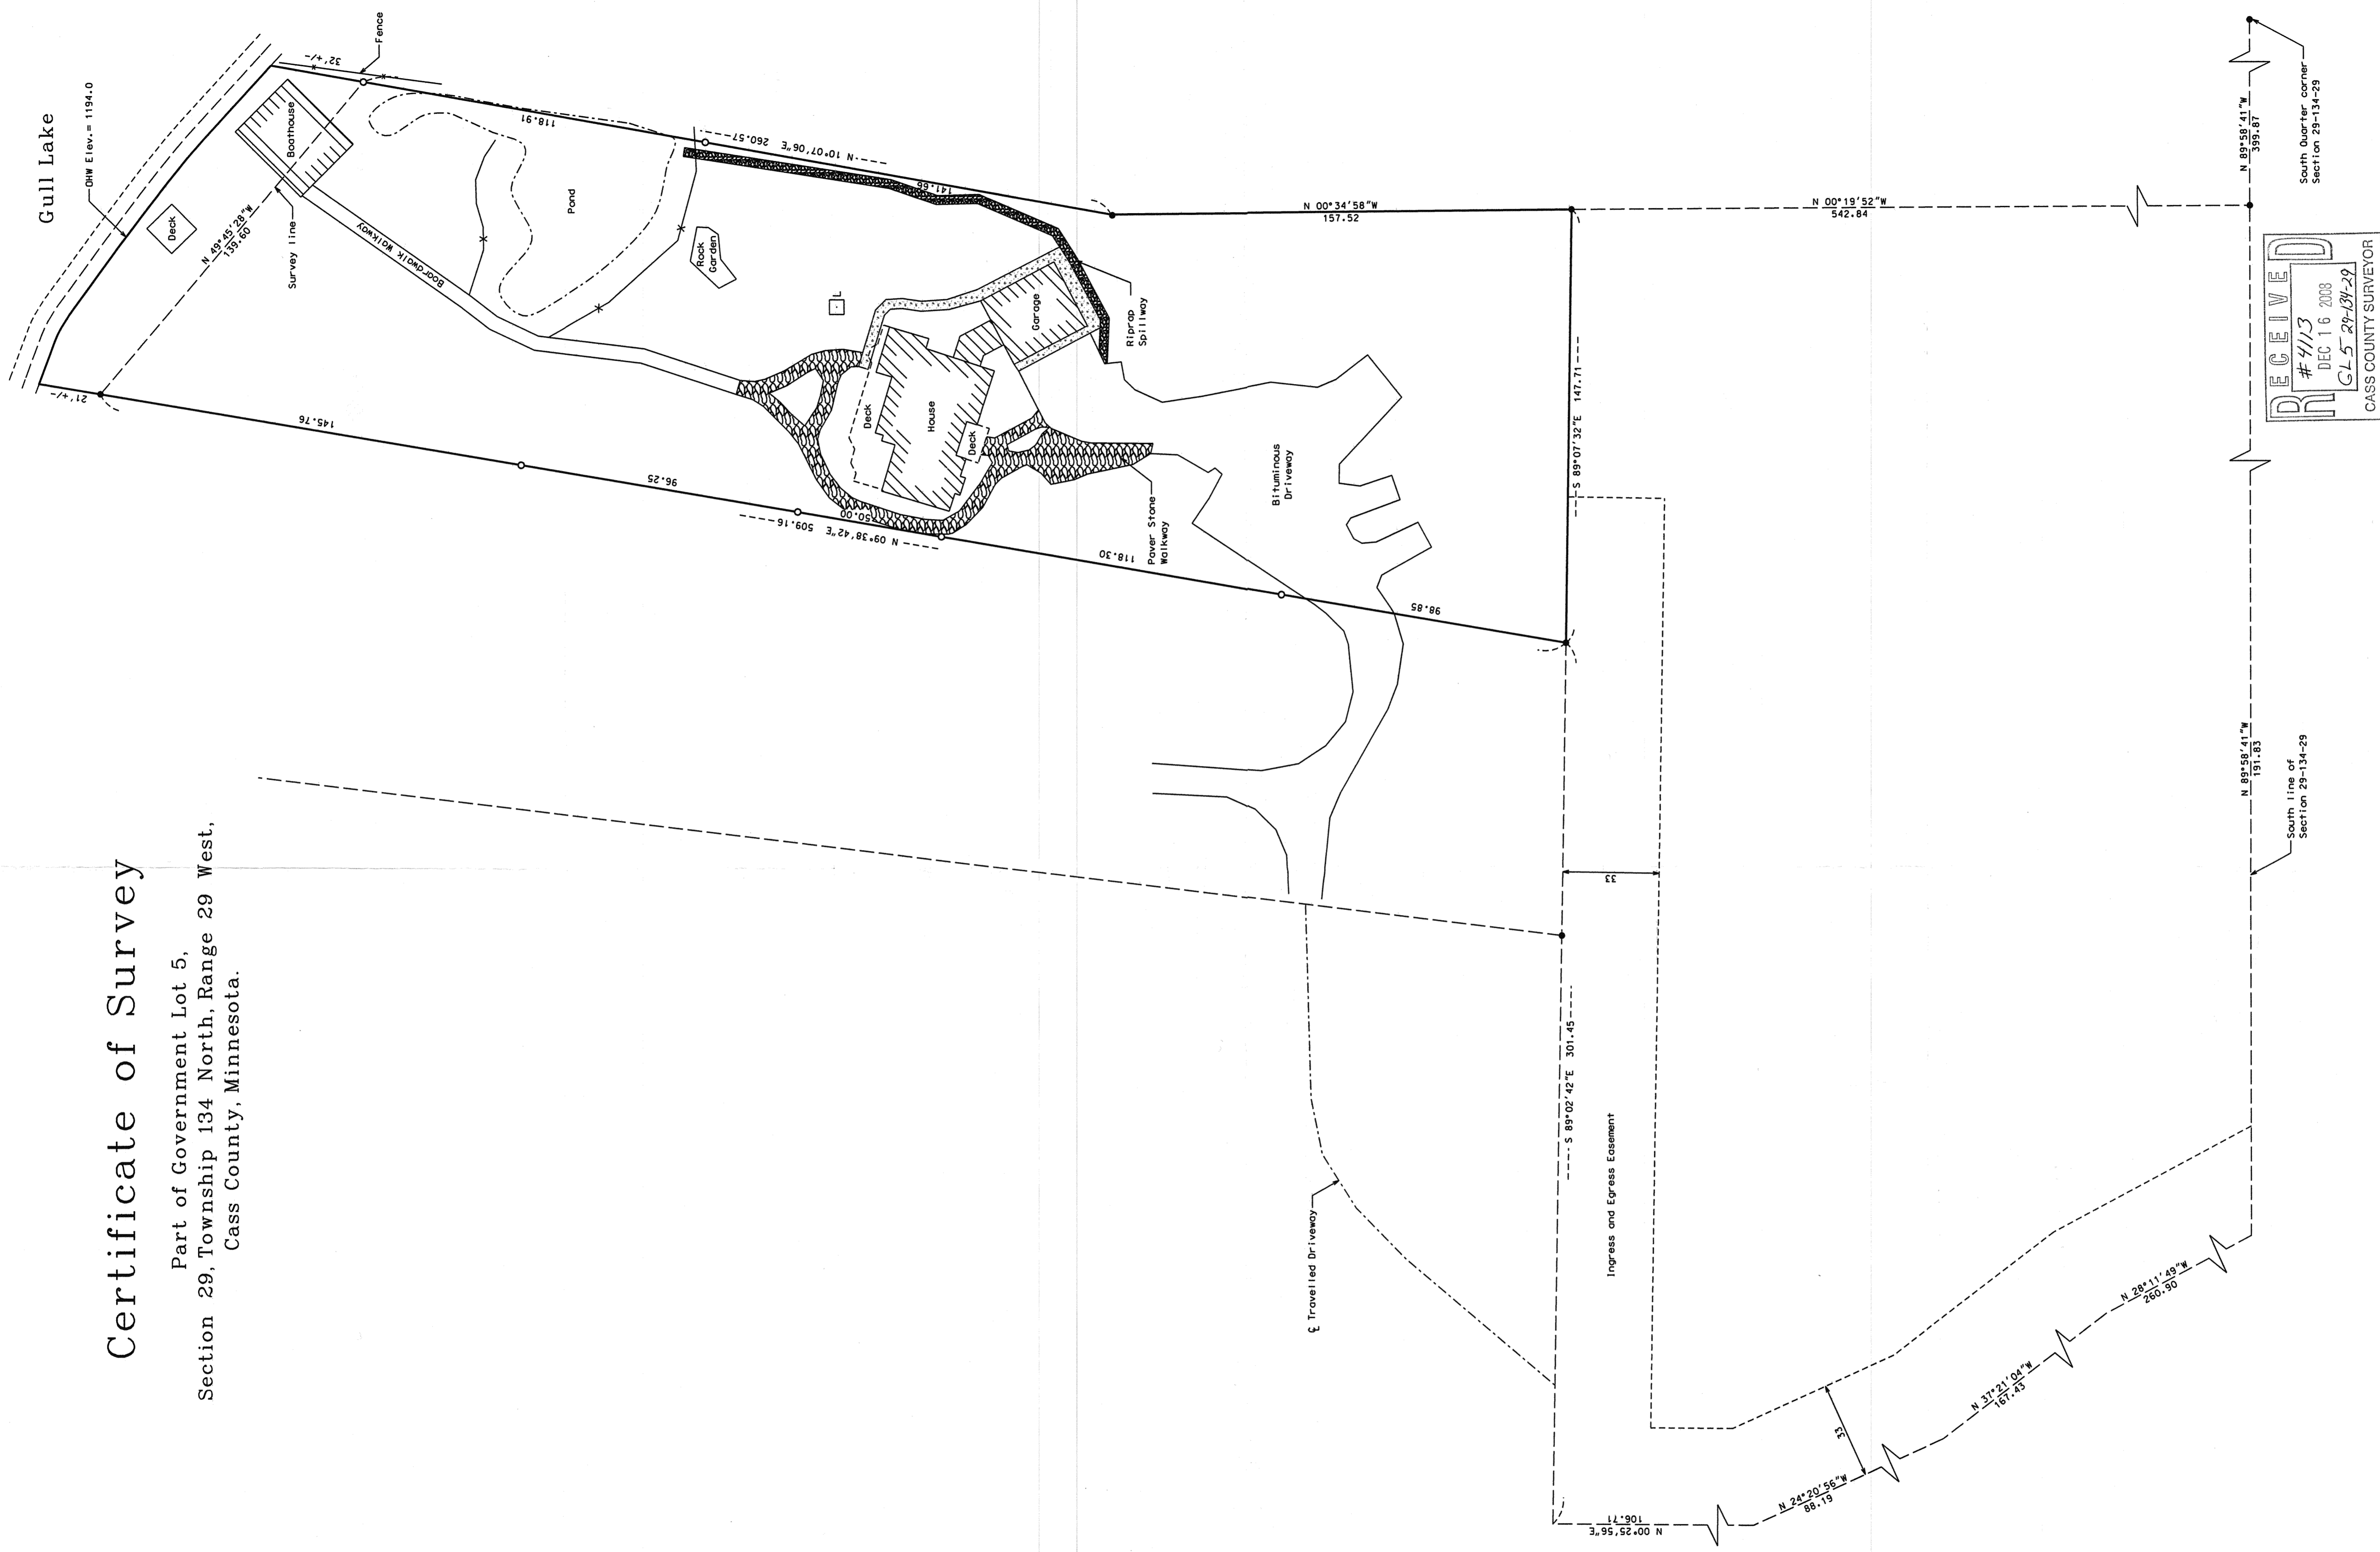 Certificate of Survey
Part of Government Lot 5,
Section 29, Township 134 North, Range 29 West,
Cass County, Minnesota.
Gull Lake
OHW Elev.= 1194.0
Fence
32'+/-
Boathouse
Deck
N 49°45'28"W
139.60
Survey line
Boardwalk Walkway
21'+/-
118.91
Pond
N 10°07'06"E 260.57
141.66
Rock
Garden
L
145.76
96.25
N 09°38'42"E 509.16
50.00
118.30
98.85
Deck
House
Deck
Garage
Riprap
Spillway
Paver Stone
Walkway
Bituminous
Driveway
N 00°34'58"W
157.52
S 89°07'32"E 147.71
N 00°19'52"W
542.84
N 89°58'41"W
399.87
South Quarter corner
Section 29-134-29
RECEIVED
#4113
DEC 16 2008
GL 5 29-134-29
CASS COUNTY SURVEYOR
N 89°58'41"W
191.83
South line of
Section 29-134-29
33
S 89°02'42"E 301.45
Ingress and Egress Easement
℄ Travelled Driveway
N 00°25'56"E
106.71
N 24°20'56"W
88.19
33
N 37°21'04"W
167.43
N 28°11'49"W
260.90